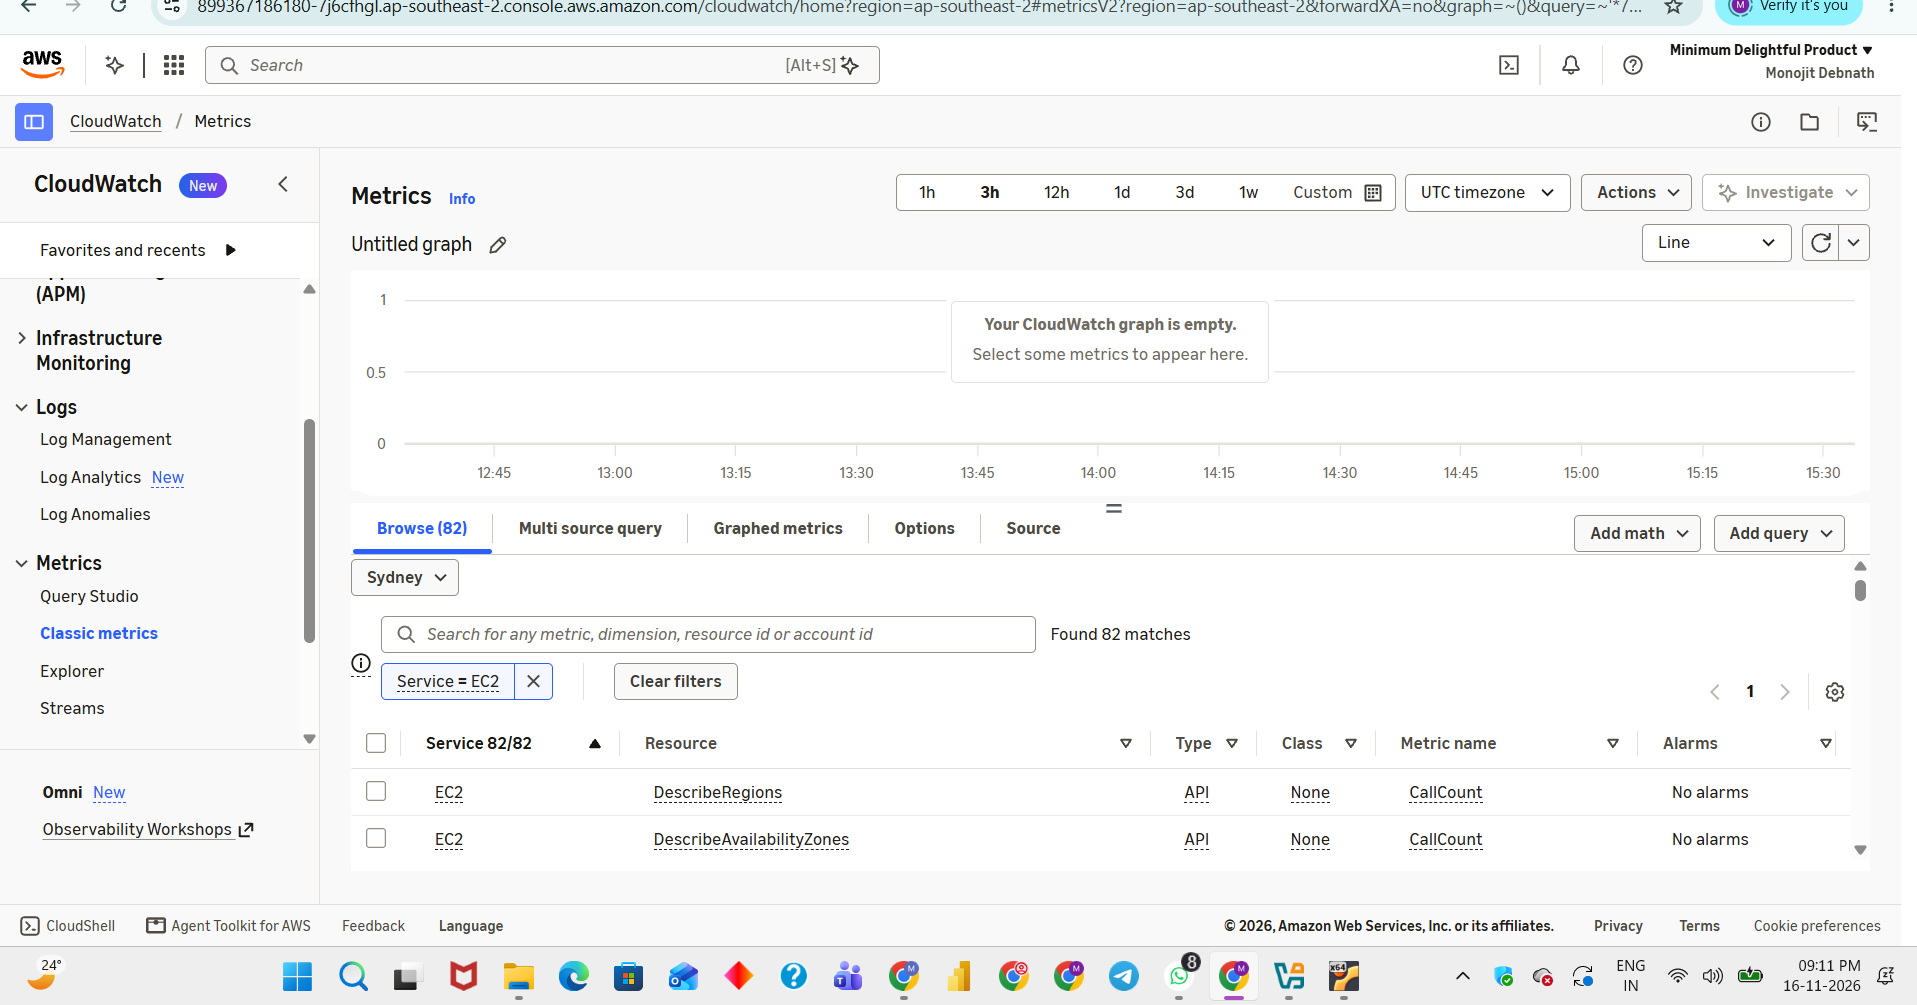 899367186180-7j6cfhgl.ap-southeast-2.console.aws.amazon.com/cloudwatch/home?region=ap-southeast-2#metricsV2?region=ap-southeast-2&forwardXA=no&graph=~()&query=~'*7...
M Verify it's you
aws
Search [Alt+S]
Minimum Delightful Product
Monojit Debnath
CloudWatch / Metrics
CloudWatch New
Favorites and recents
(APM)
Infrastructure
Monitoring
Logs
Log Management
Log Analytics New
Log Anomalies
Metrics
Query Studio
Classic metrics
Explorer
Streams
Omni New
Observability Workshops
Metrics Info
1h 3h 12h 1d 3d 1w Custom
UTC timezone
Actions
Investigate
Untitled graph
Line
1
0.5
0
Your CloudWatch graph is empty.
Select some metrics to appear here.
12:45 13:00 13:15 13:30 13:45 14:00 14:15 14:30 14:45 15:00 15:15 15:30
Browse (82) Multi source query Graphed metrics Options Source
Add math Add query
Sydney
Search for any metric, dimension, resource id or account id
Found 82 matches
Service = EC2
Clear filters
1
Service 82/82 Resource Type Class Metric name Alarms
EC2 DescribeRegions API None CallCount No alarms
EC2 DescribeAvailabilityZones API None CallCount No alarms
CloudShell Agent Toolkit for AWS Feedback Language
© 2026, Amazon Web Services, Inc. or its affiliates. Privacy Terms Cookie preferences
24°
8
x64
ENG
IN
09:11 PM
16-11-2026